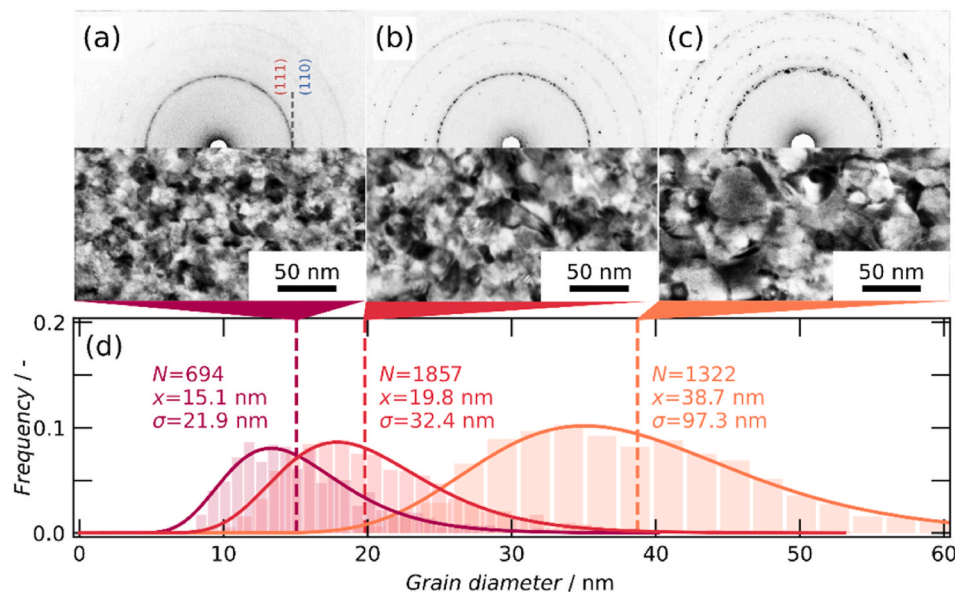 (a)
(111)
(110)
(b)
(c)
50 nm
50 nm
50 nm
(d)
0.2
0.1
0.0
Frequency / -
N=694
x=15.1 nm
σ=21.9 nm
N=1857
x=19.8 nm
σ=32.4 nm
N=1322
x=38.7 nm
σ=97.3 nm
0 10 20 30 40 50 60
Grain diameter / nm